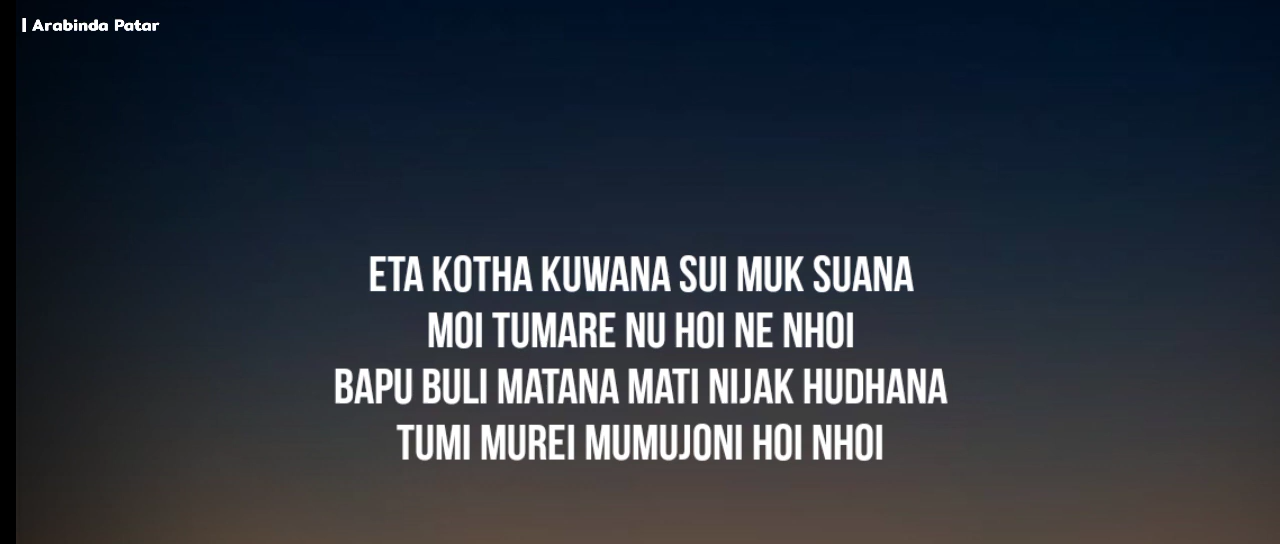 | Arabinda Patar
ETA KOTHA KUWANA SUI MUK SUANA
MOI TUMARE NU HOI NE NHOI
BAPU BULI MATANA MATI NIJAK HUDHANA
TUMI MUREI MUMUJONI HOI NHOI